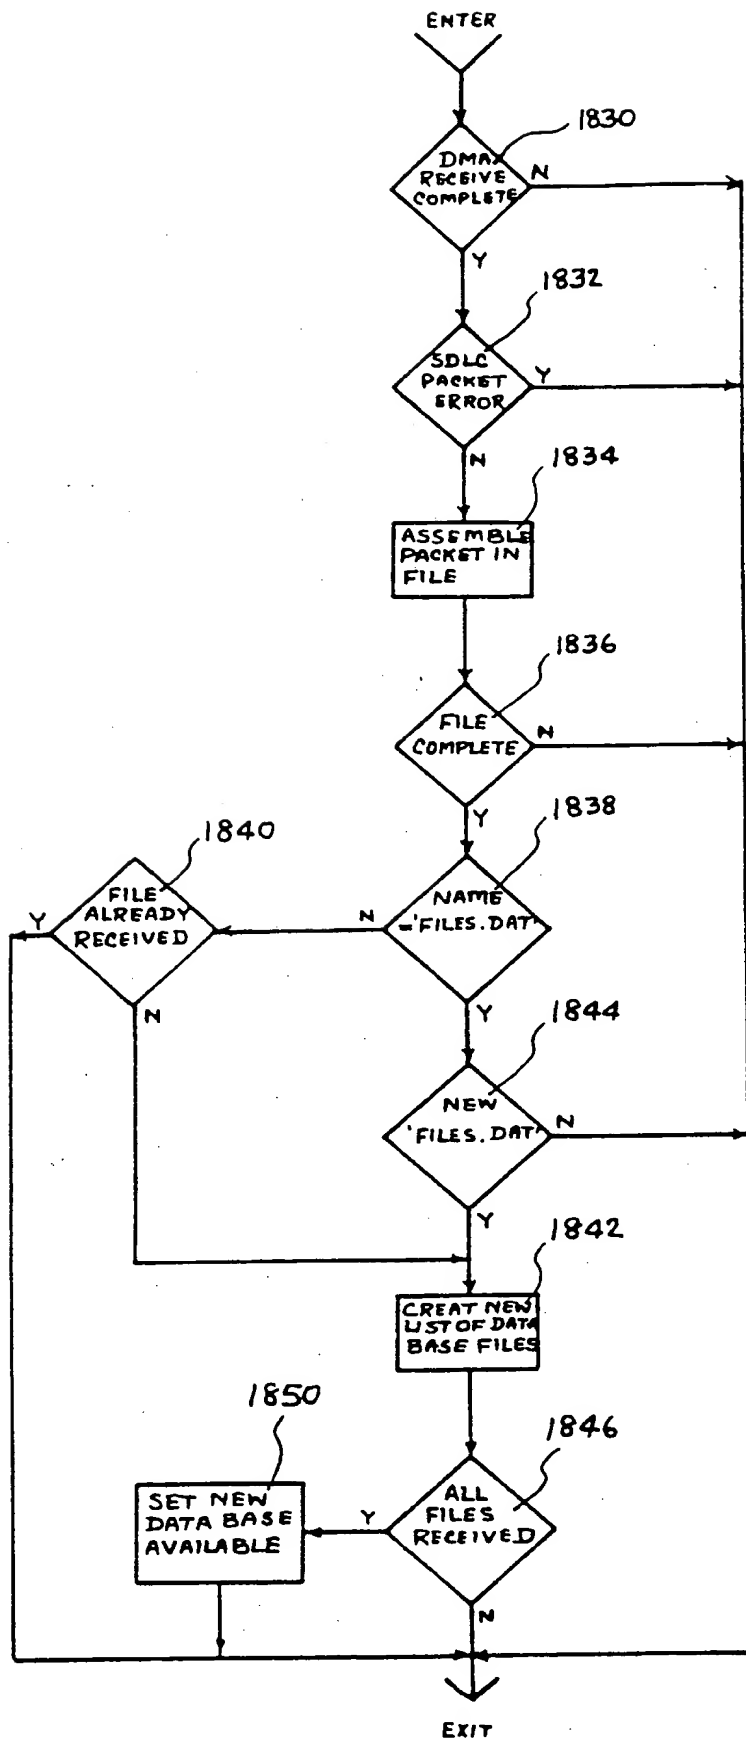 ENTER
1830
DMA
RECEIVE
COMPLETE
N
Y
1832
SDLC
PACKET
ERROR
Y
N
1834
ASSEMBLE
PACKET IN
FILE
1836
FILE
COMPLETE
N
Y
1838
NAME
='FILES.DAT'
N
Y
1840
FILE
ALREADY
RECEIVED
Y
N
1844
NEW
'FILES.DAT'
N
Y
1842
CREAT NEW
LIST OF DATA
BASE FILES
1846
ALL
FILES
RECEIVED
Y
N
1850
SET NEW
DATA BASE
AVAILABLE
EXIT